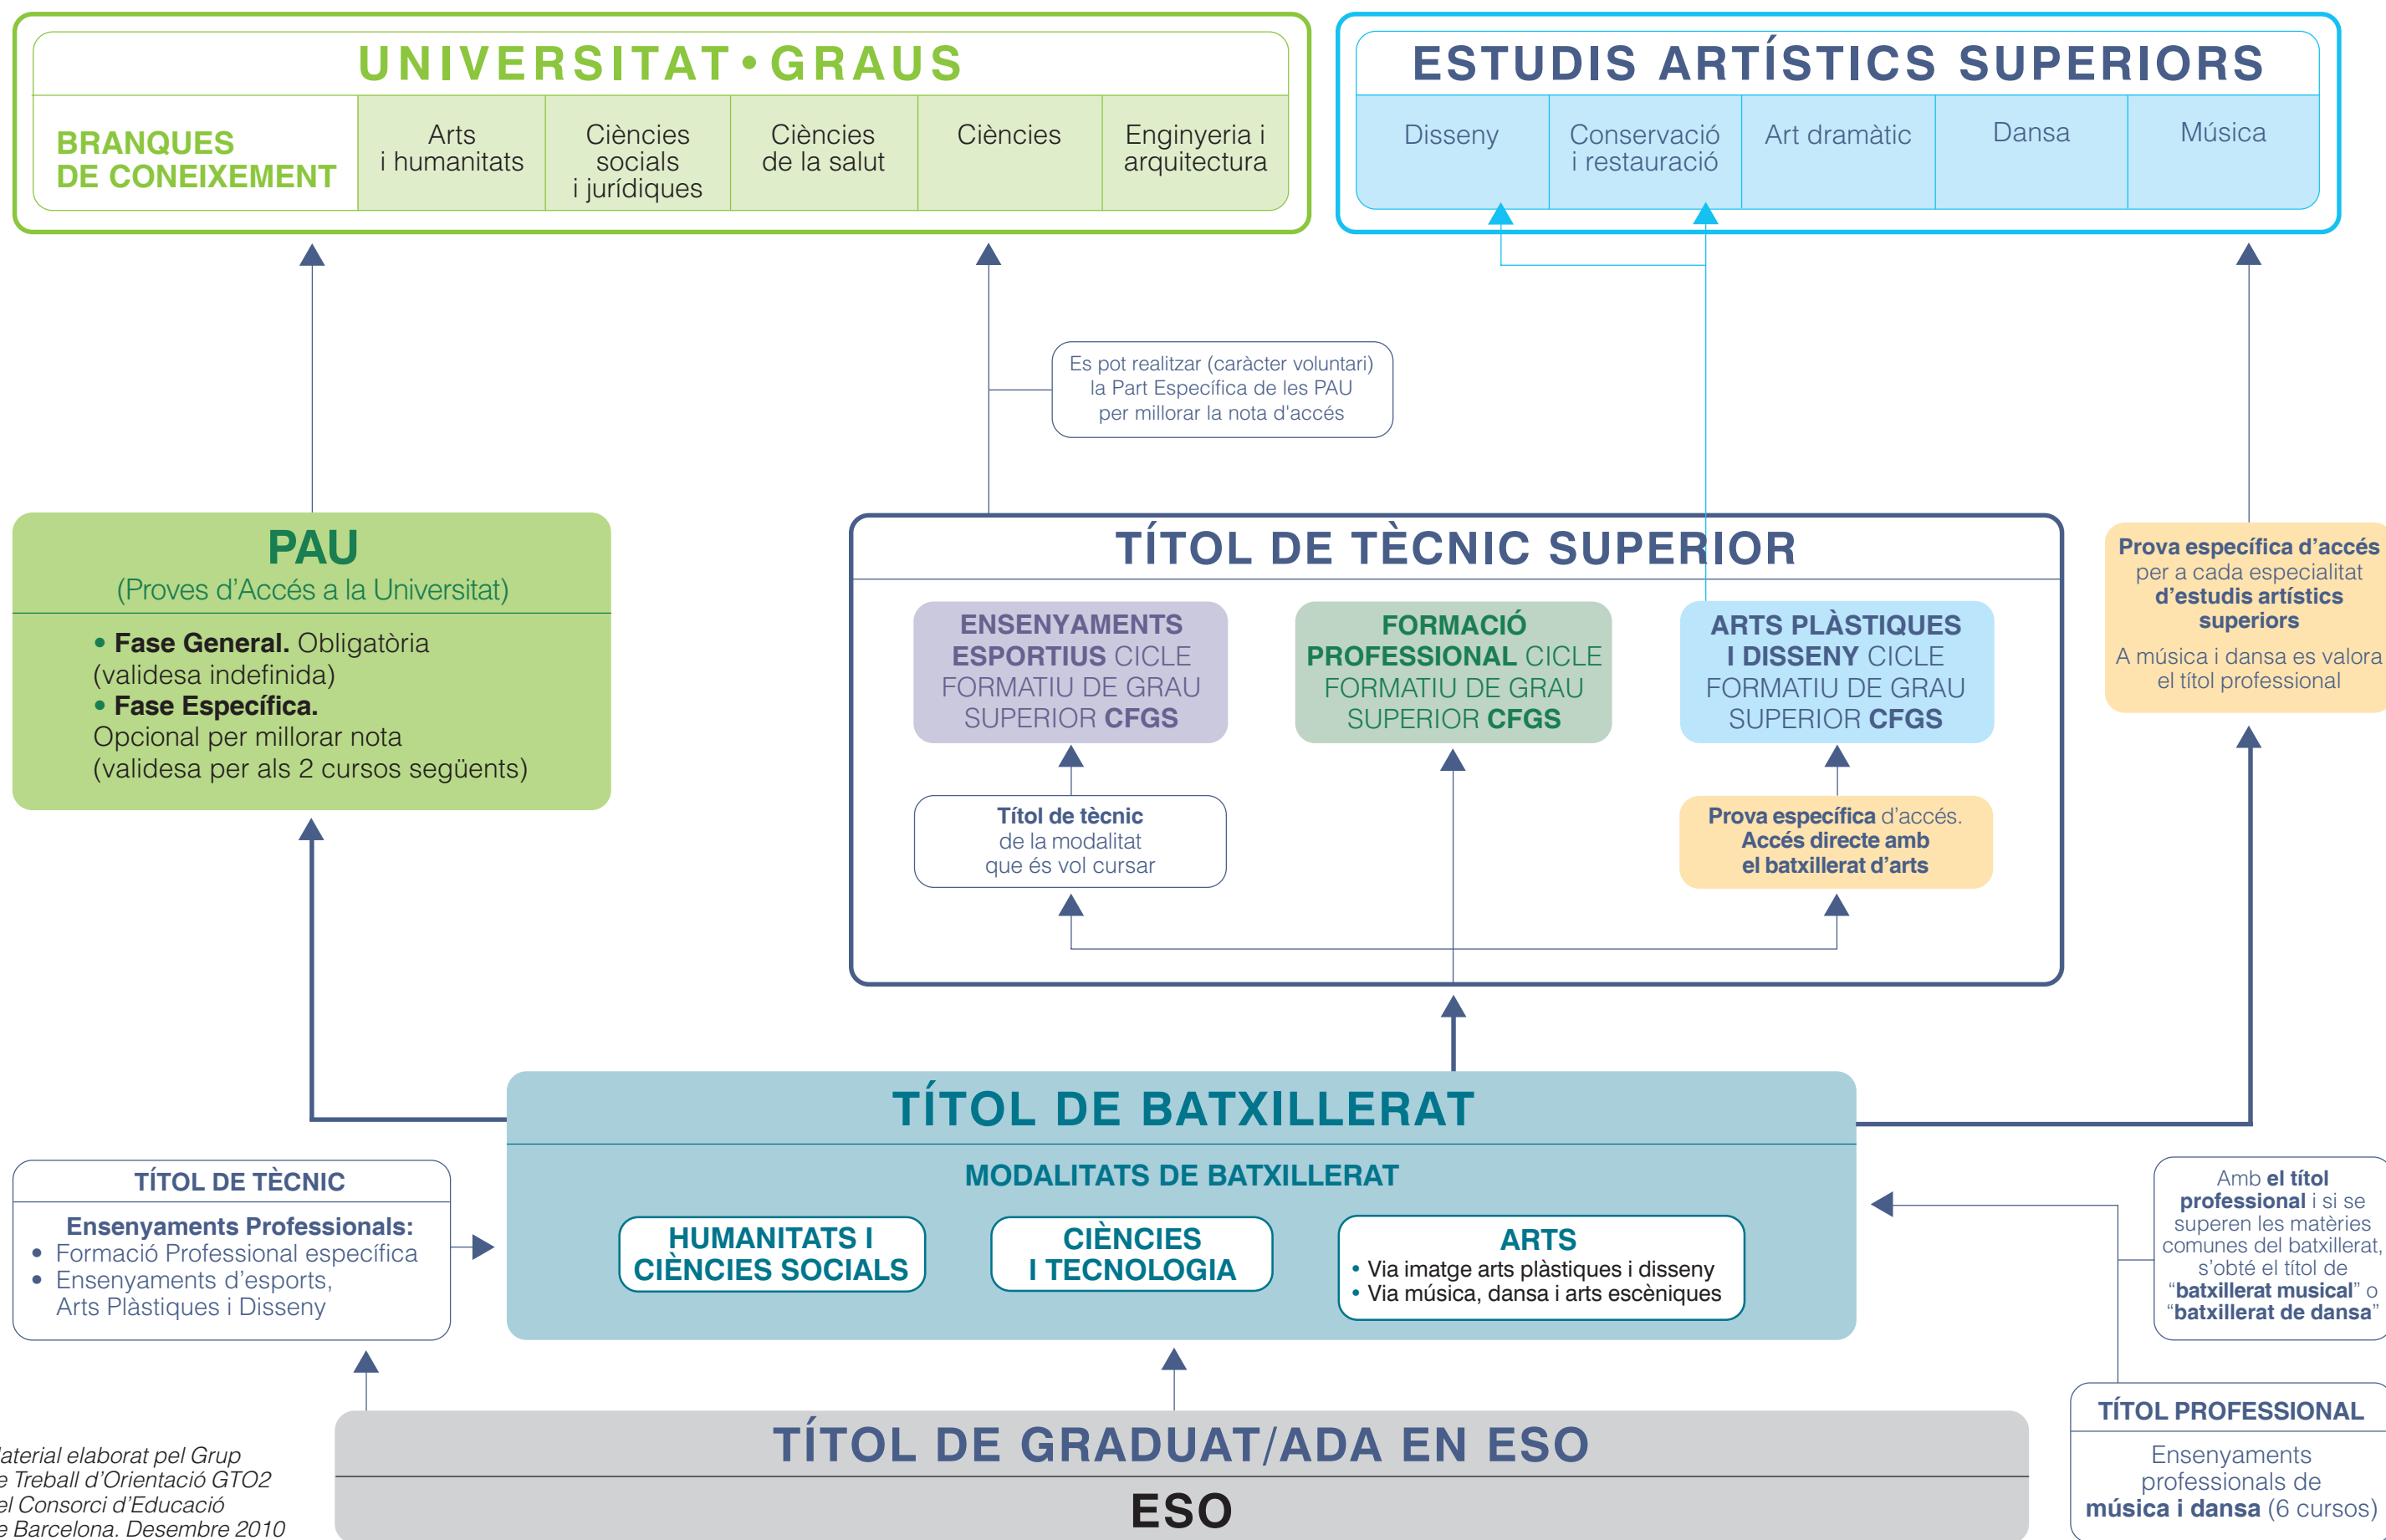 UNIVERSITAT • GRAUS
BRANQUES
DE CONEIXEMENT
Arts
i humanitats
Ciències
socials
i jurídiques
Ciències
de la salut
Ciències
Enginyeria i
arquitectura
ESTUDIS ARTÍSTICS SUPERIORS
Disseny
Conservació
i restauració
Art dramàtic
Dansa
Música
Es pot realitzar (caràcter voluntari)
la Part Específica de les PAU
per millorar la nota d'accés
PAU
(Proves d’Accés a la Universitat)
• Fase General. Obligatòria
(validesa indefinida)
• Fase Específica.
Opcional per millorar nota
(validesa per als 2 cursos següents)
TÍTOL DE TÈCNIC SUPERIOR
ENSENYAMENTS
ESPORTIUS CICLE
FORMATIU DE GRAU
SUPERIOR CFGS
FORMACIÓ
PROFESSIONAL CICLE
FORMATIU DE GRAU
SUPERIOR CFGS
ARTS PLÀSTIQUES
I DISSENY CICLE
FORMATIU DE GRAU
SUPERIOR CFGS
Títol de tècnic
de la modalitat
que és vol cursar
Prova específica d’accés.
Accés directe amb
el batxillerat d’arts
Prova específica d’accés
per a cada especialitat
d’estudis artístics
superiors
A música i dansa es valora
el títol professional
TÍTOL DE BATXILLERAT
MODALITATS DE BATXILLERAT
HUMANITATS I
CIÈNCIES SOCIALS
CIÈNCIES
I TECNOLOGIA
ARTS
• Via imatge arts plàstiques i disseny
• Via música, dansa i arts escèniques
TÍTOL DE TÈCNIC
Ensenyaments Professionals:
• Formació Professional específica
• Ensenyaments d’esports,
Arts Plàstiques i Disseny
Amb el títol
professional i si se
superen les matèries
comunes del batxillerat,
s’obté el títol de
“batxillerat musical” o
“batxillerat de dansa”
TÍTOL DE GRADUAT/ADA EN ESO
ESO
TÍTOL PROFESSIONAL
Ensenyaments
professionals de
música i dansa (6 cursos)
aterial elaborat pel Grup
e Treball d’Orientació GTO2
el Consorci d’Educació
e Barcelona. Desembre 2010